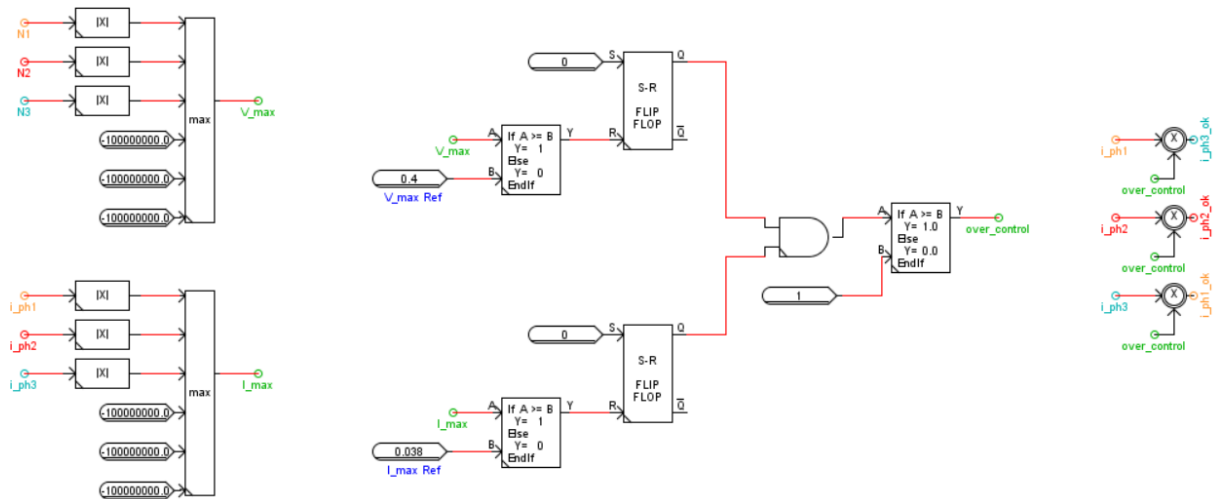 N1
|X|
N2
|X|
N3
|X|
-100000000.0
-100000000.0
-100000000.0
max
V_max
i_ph1
|X|
i_ph2
|X|
i_ph3
|X|
-100000000.0
-100000000.0
-100000000.0
max
I_max
0
S
Q
S-R
FLIP
FLOP
R
Q
V_max
A
If A >= B
Y= 1
Else
Y= 0
EndIf
Y
B
0.4
V_max Ref
0
S
Q
S-R
FLIP
FLOP
R
Q
I_max
A
If A >= B
Y= 1
Else
Y= 0
EndIf
Y
B
0.038
I_max Ref
A
If A >= B
Y= 1.0
Else
Y= 0.0
EndIf
Y
B
1
over_control
i_ph1
X
i_ph3_ok
over_control
i_ph2
X
i_ph2_ok
over_control
i_ph3
X
i_ph1_ok
over_control